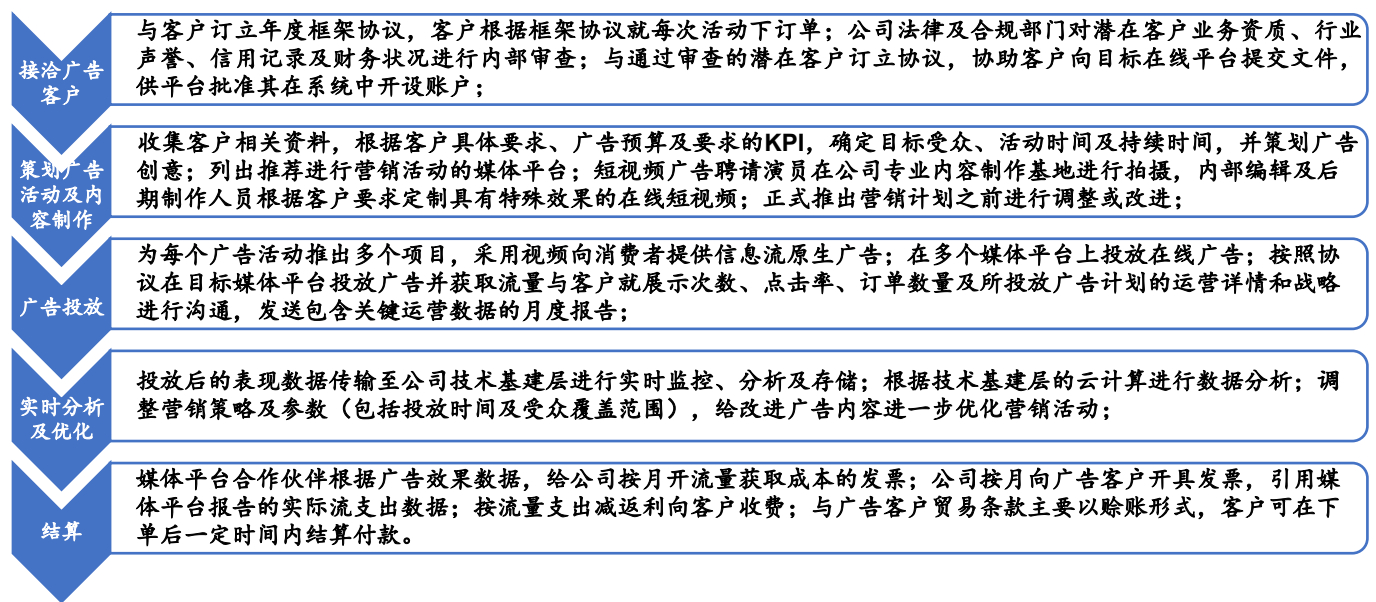 接洽广告
客户
与客户订立年度框架协议，客户根据框架协议就每次活动下订单；公司法律及合规部门对潜在客户业务资质、行业
声誉、信用记录及财务状况进行内部审查；与通过审查的潜在客户订立协议，协助客户向目标在线平台提交文件，
供平台批准其在系统中开设账户；
策划广告
活动及内
容制作
收集客户相关资料，根据客户具体要求、广告预算及要求的KPI，确定目标受众、活动时间及持续时间，并策划广告
创意；列出推荐进行营销活动的媒体平台；短视频广告聘请演员在公司专业内容制作基地进行拍摄，内部编辑及后
期制作人员根据客户要求定制具有特殊效果的在线短视频；正式推出营销计划之前进行调整或改进；
广告投放
为每个广告活动推出多个项目，采用视频向消费者提供信息流原生广告；在多个媒体平台上投放在线广告；按照协
议在目标媒体平台投放广告并获取流量与客户就展示次数、点击率、订单数量及所投放广告计划的运营详情和战略
进行沟通，发送包含关键运营数据的月度报告；
实时分析
及优化
投放后的表现数据传输至公司技术基建层进行实时监控、分析及存储；根据技术基建层的云计算进行数据分析；调
整营销策略及参数（包括投放时间及受众覆盖范围），给改进广告内容进一步优化营销活动；
结算
媒体平台合作伙伴根据广告效果数据，给公司按月开流量获取成本的发票；公司按月向广告客户开具发票，引用媒
体平台报告的实际流支出数据；按流量支出减返利向客户收费；与广告客户贸易条款主要以赊账形式，客户可在下
单后一定时间内结算付款。